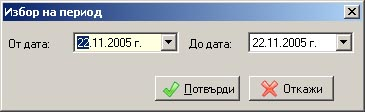 Избор на период
От дата: 22.11.2005 г. До дата: 22.11.2005 г.
Потвърди Откажи